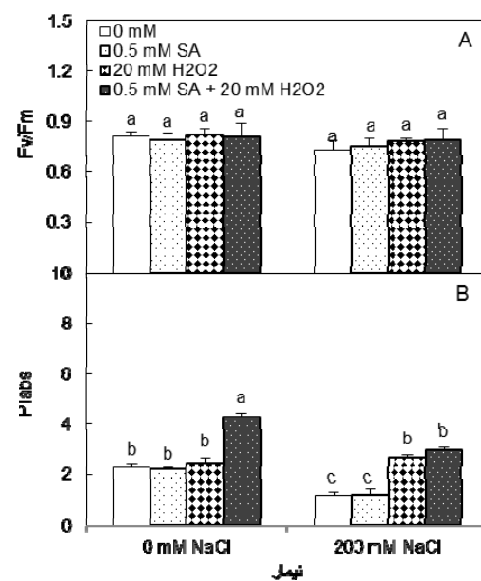 1.5
1.2
0.9
0.6
0.3
10
Fv/Fm
0 mM
0.5 mM SA
20 mM H2O2
0.5 mM SA + 20 mM H2O2
A
a a a a a a a a
8
6
4
2
0
PIabs
B
b b b a c c b b
0 mM NaCl 200 mM NaCl
تیمار